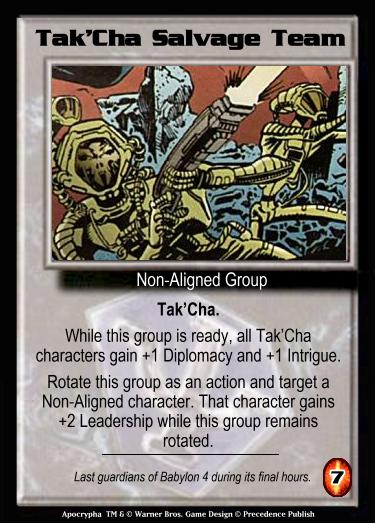 Tak'Cha Salvage Team
Non-Aligned Group
Tak'Cha.
While this group is ready, all Tak'Cha
characters gain +1 Diplomacy and +1 Intrigue.
Rotate this group as an action and target a
Non-Aligned character. That character gains
+2 Leadership while this group remains
rotated.
Last guardians of Babylon 4 during its final hours.
7
Apocrypha TM & © Warner Bros. Game Design © Precedence Publish